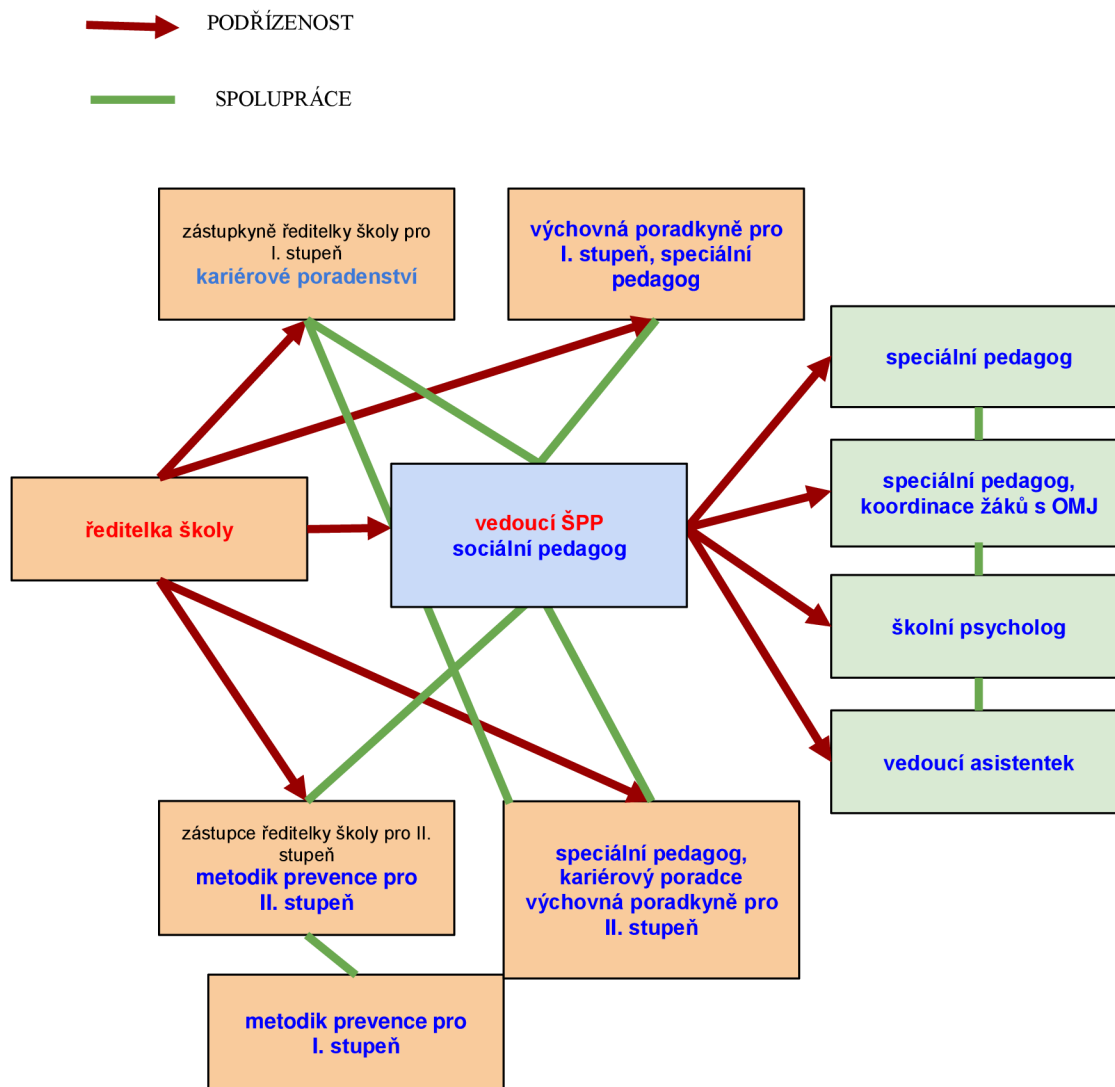 PODŘÍZENOST
SPOLUPRÁCE
zástupkyně ředitelky školy pro
I. stupeň
kariérové poradenství
výchovná poradkyně pro
I. stupeň, speciální
pedagog
speciální pedagog
speciální pedagog,
koordinace žáků s OMJ
ředitelka školy
vedoucí ŠPP
sociální pedagog
školní psycholog
vedoucí asistentek
zástupce ředitelky školy pro II.
stupeň
metodik prevence pro
II. stupeň
speciální pedagog,
kariérový poradce
výchovná poradkyně pro
II. stupeň
metodik prevence pro
I. stupeň